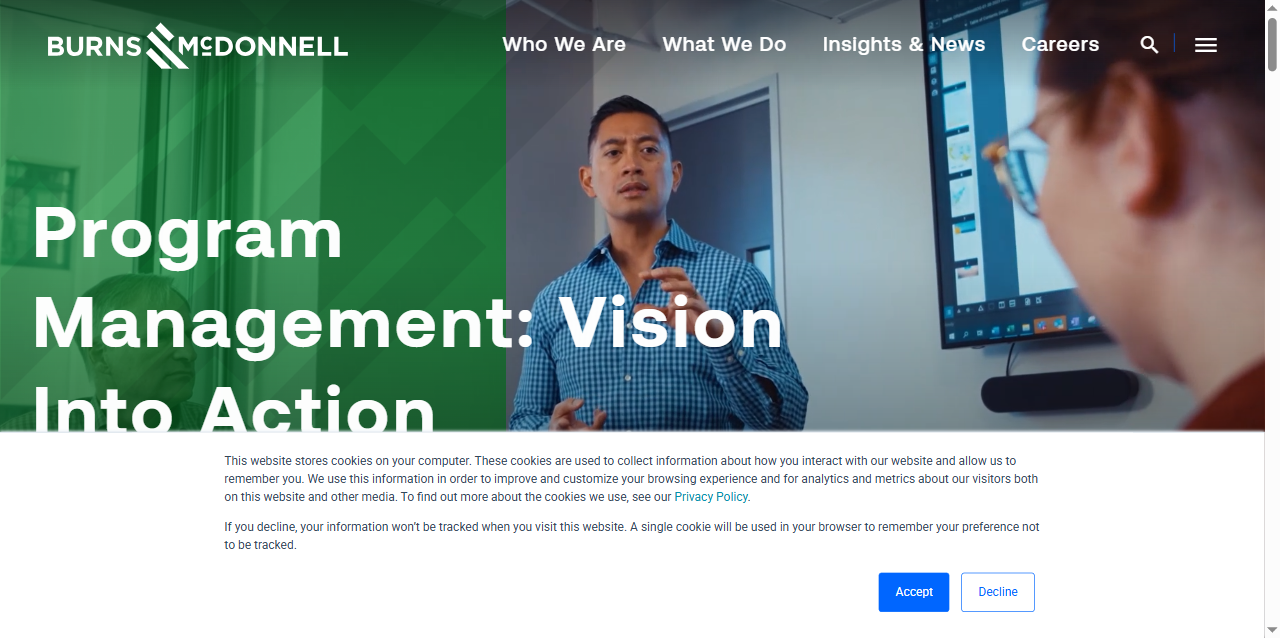 BURNS McDONNELL
Who We Are
What We Do
Insights & News
Careers
Program
Management: Vision
Into Action
This website stores cookies on your computer. These cookies are used to collect information about how you interact with our website and allow us to
remember you. We use this information in order to improve and customize your browsing experience and for analytics and metrics about our visitors both
on this website and other media. To find out more about the cookies we use, see our Privacy Policy.
If you decline, your information won't be tracked when you visit this website. A single cookie will be used in your browser to remember your preference not
to be tracked.
Accept
Decline